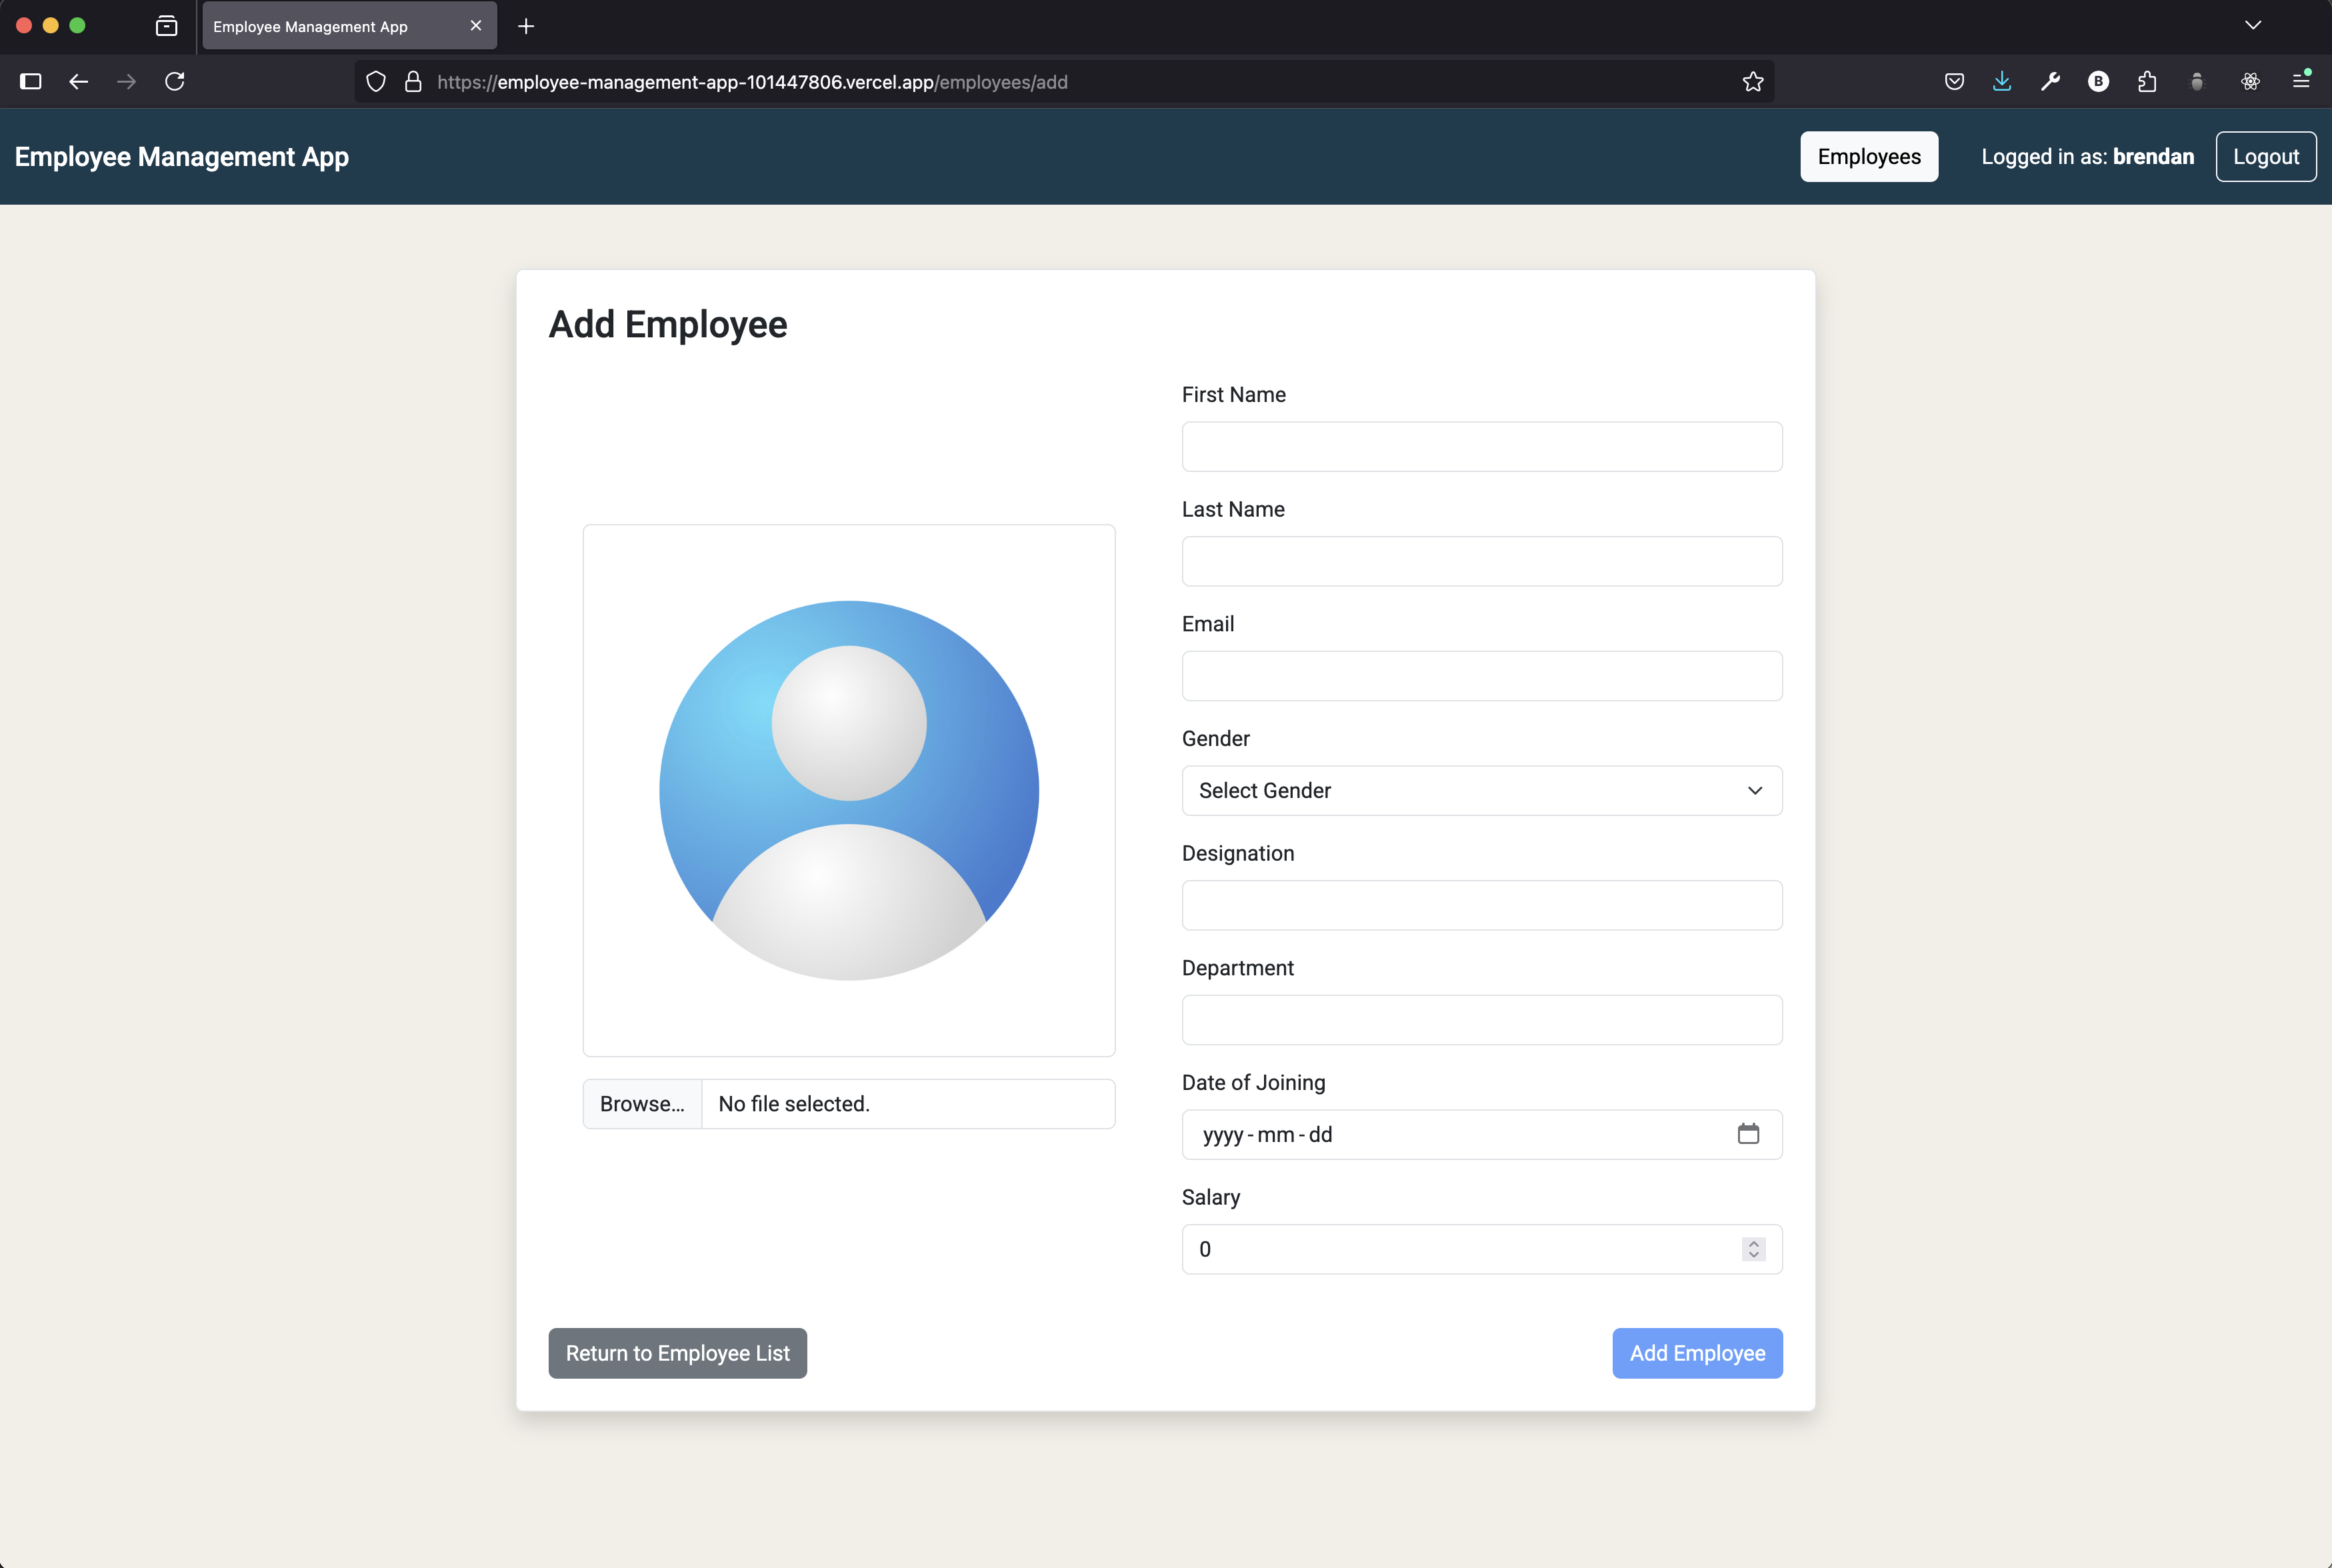 Employee Management App
https://employee-management-app-101447806.vercel.app/employees/add
B
Employee Management App
Employees
Logged in as: brendan
Logout
Add Employee
First Name
Last Name
Email
Gender
Select Gender
Designation
Department
Date of Joining
yyyy-mm-dd
Salary
0
Browse... No file selected.
Return to Employee List
Add Employee